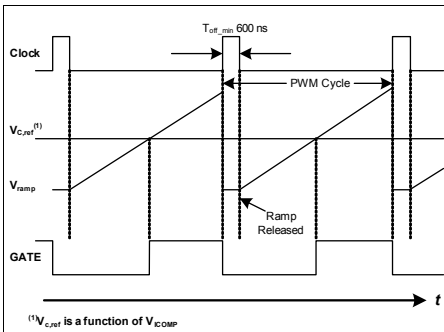 T_off_min 600 ns
Clock
PWM Cycle
V_C,ref (1)
V_ramp
Ramp
Released
GATE
t
(1)V_c,ref is a function of V_ICOMP